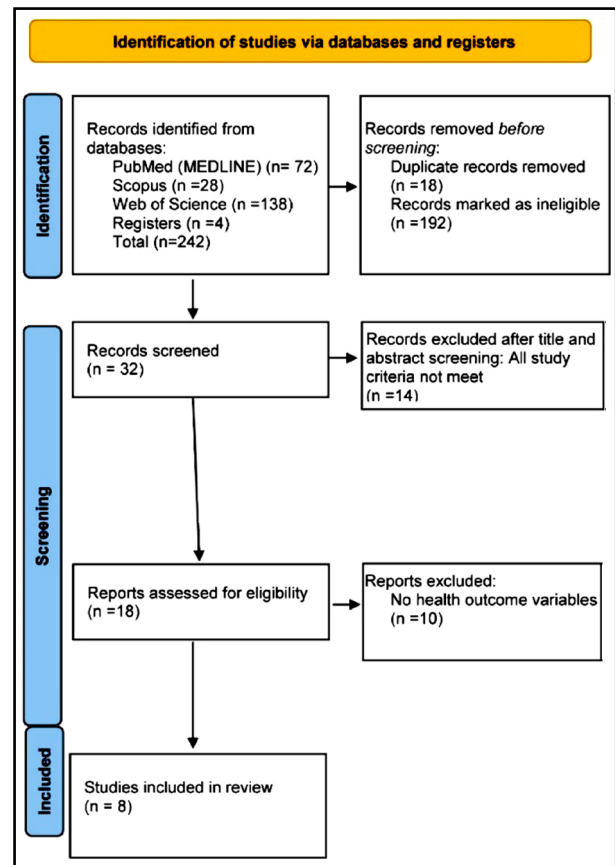 Identification of studies via databases and registers
Identification
Records identified from
databases:
PubMed (MEDLINE) (n= 72)
Scopus (n =28)
Web of Science (n =138)
Registers (n =4)
Total (n=242)
Records removed before
screening:
Duplicate records removed
(n =18)
Records marked as ineligible
(n =192)
Screening
Records screened
(n = 32)
Records excluded after title and
abstract screening: All study
criteria not meet
(n =14)
Reports assessed for eligibility
(n =18)
Reports excluded:
No health outcome variables
(n =10)
Included
Studies included in review
(n = 8)